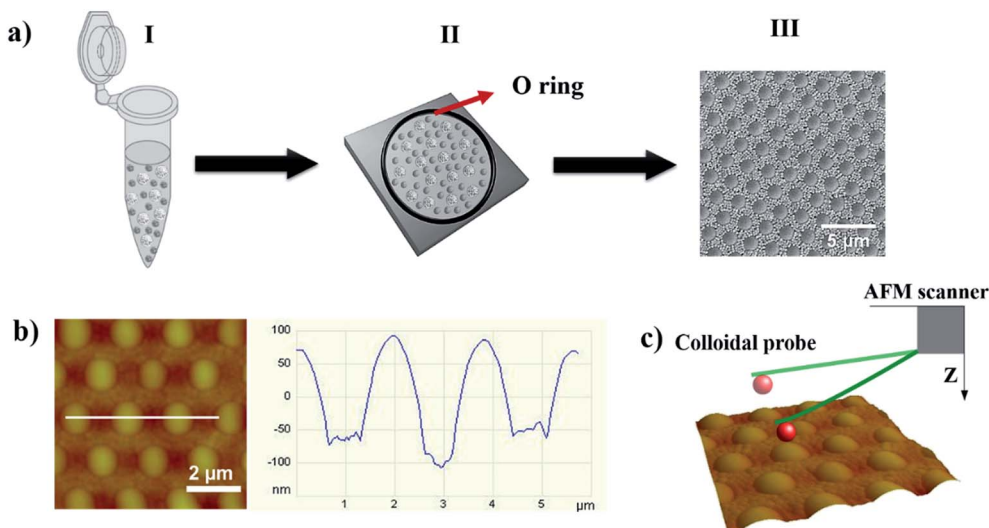 a)
I
II
III
O ring
5 µm
b)
2 µm
100
50
0
-50
-100
nm
1
2
3
4
5
µm
c)
AFM scanner
Colloidal probe
Z